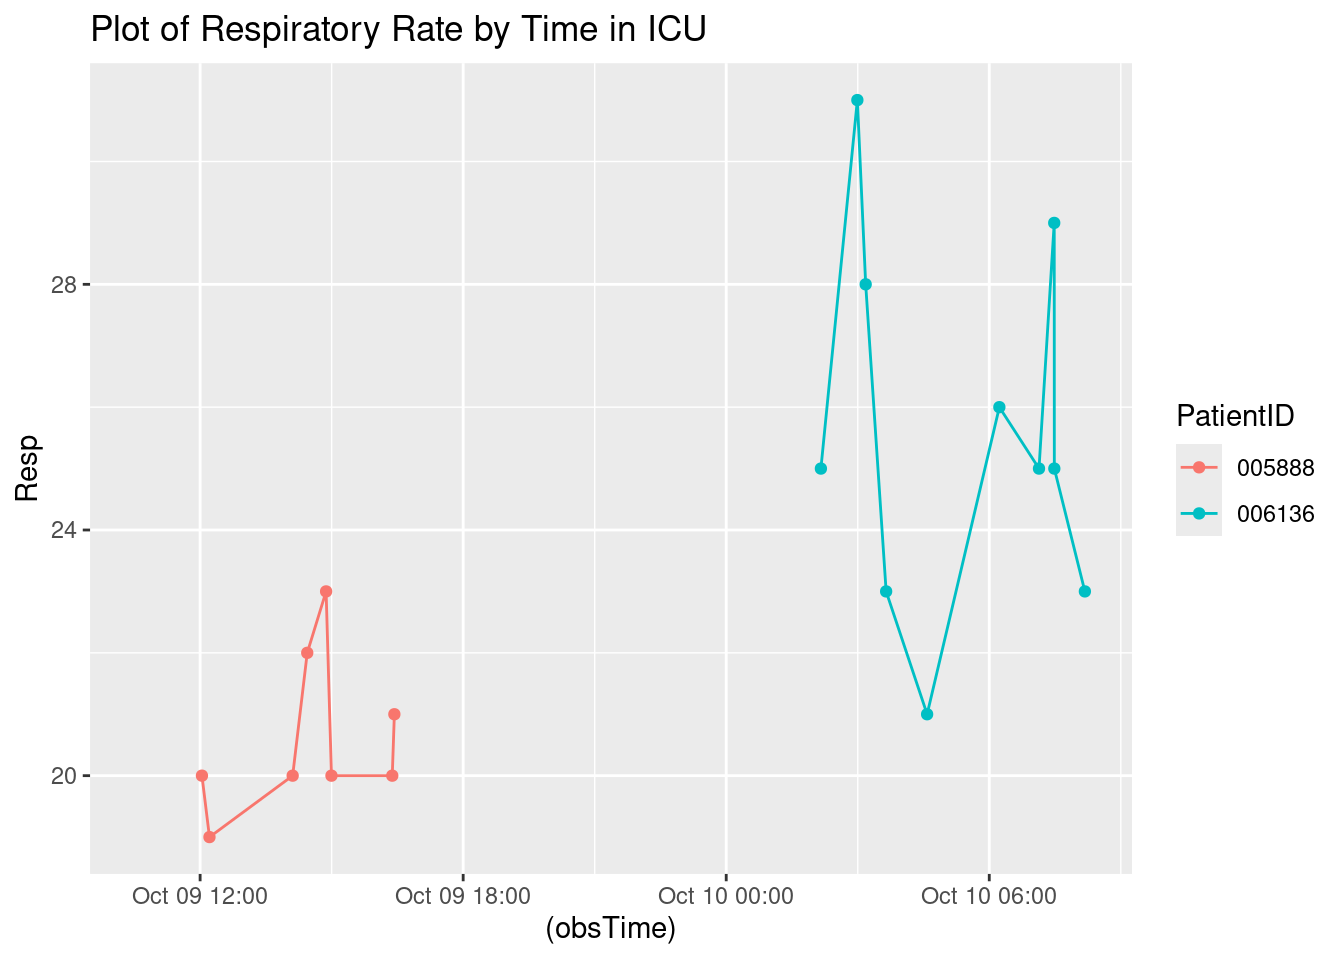 Plot of Respiratory Rate by Time in ICU
Resp
28
24
20
Oct 09 12:00
Oct 09 18:00
Oct 10 00:00
Oct 10 06:00
(obsTime)
PatientID
005888
006136